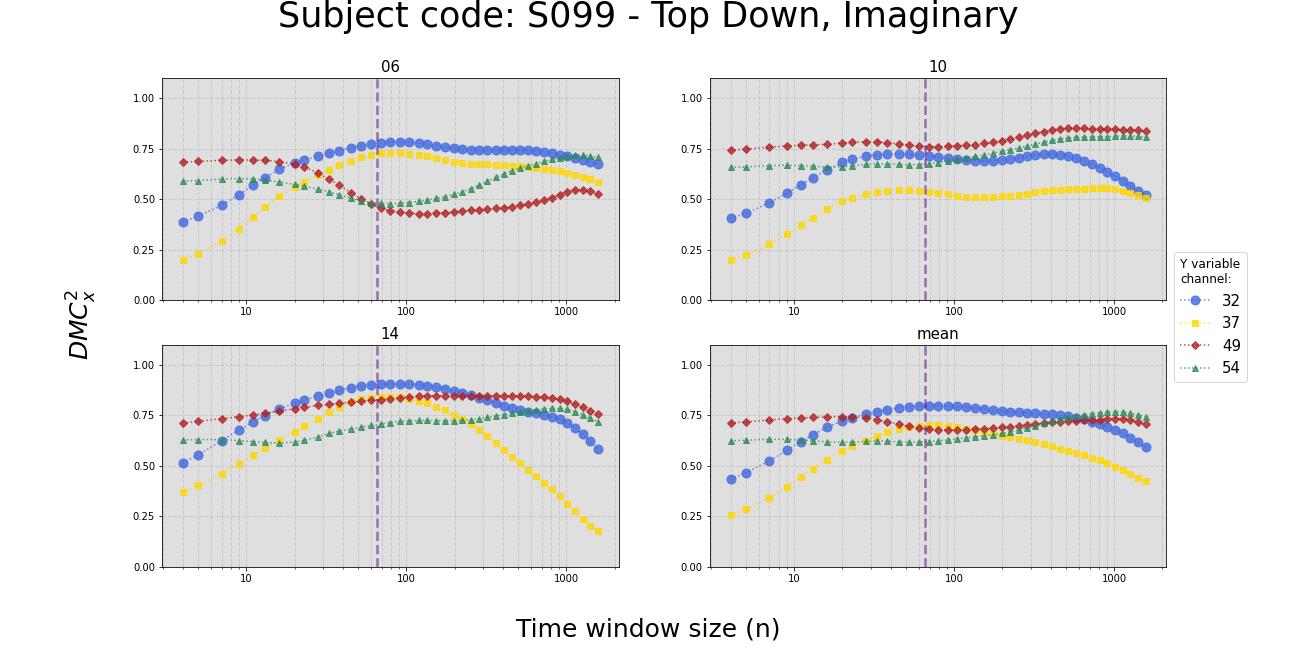 Subject code: S099 - Top Down, Imaginary
06
1.00
0.75
0.50
0.25
0.00
10 100 1000
10
1.00
0.75
0.50
0.25
0.00
10 100 1000
14
1.00
0.75
0.50
0.25
0.00
10 100 1000
mean
1.00
0.75
0.50
0.25
0.00
10 100 1000
DMC²ₓ
Time window size (n)
Y variable
channel:
32
37
49
54